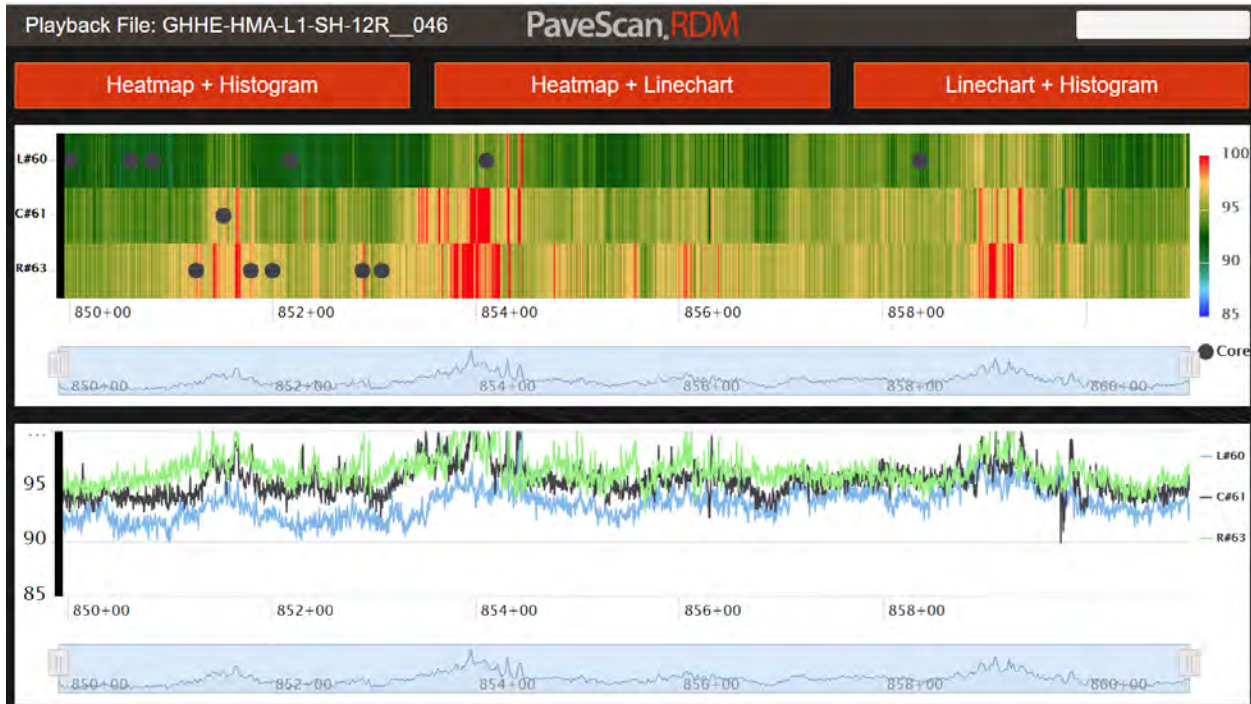 Playback File: GHHE-HMA-L1-SH-12R__046
PaveScan.RDM
Heatmap + Histogram
Heatmap + Linechart
Linechart + Histogram
L#60
C#61
R#63
100
95
90
85
850+00 852+00 854+00 856+00 858+00
Core
850+00 852+00 854+00 856+00 858+00 860+00
...
95
90
85
L#60
C#61
R#63
850+00 852+00 854+00 856+00 858+00
850+00 852+00 854+00 856+00 858+00 860+00